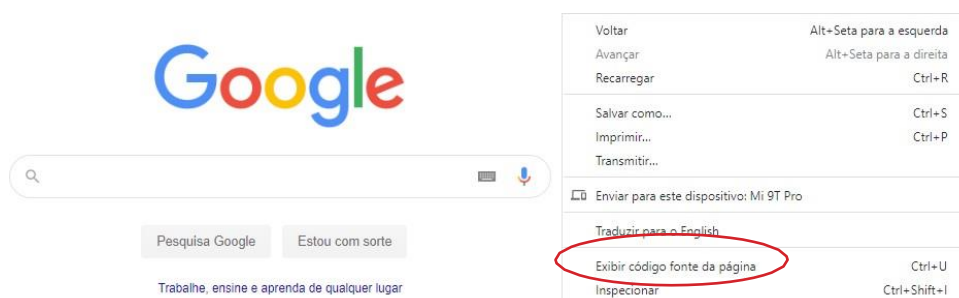 Google
Pesquisa Google
Estou com sorte
Trabalhe, ensine e aprenda de qualquer lugar
Voltar Alt+Seta para a esquerda
Avançar Alt+Seta para a direita
Recarregar Ctrl+R
Salvar como... Ctrl+S
Imprimir... Ctrl+P
Transmitir...
Enviar para este dispositivo: Mi 9T Pro
Traduzir para o English
Exibir código fonte da página Ctrl+U
Inspecionar Ctrl+Shift+I